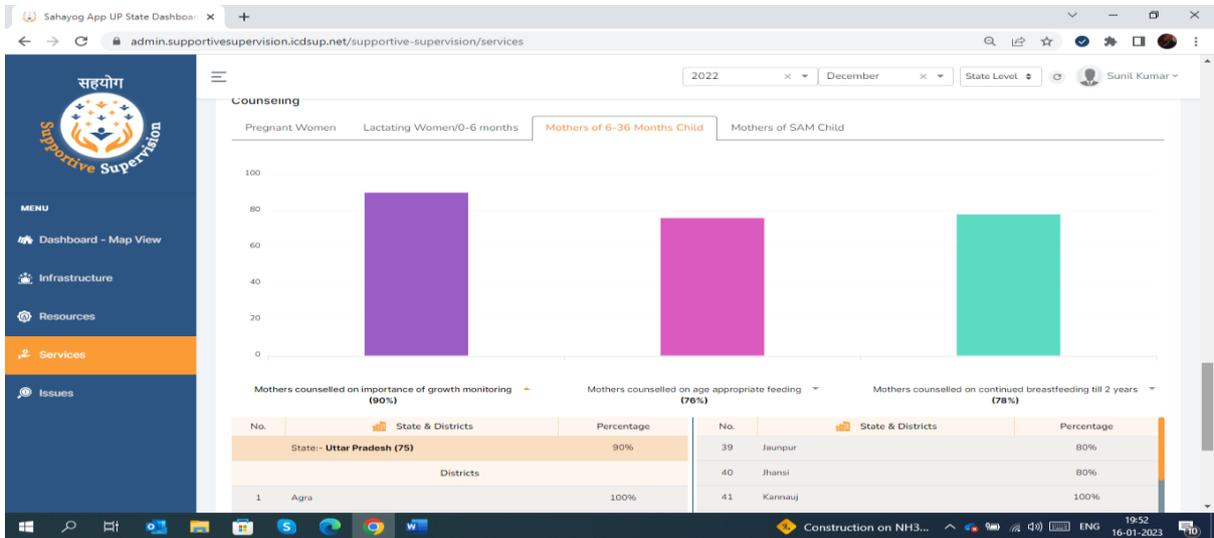 Sahayog App UP State Dashboar
admin.supportivesupervision.icdsup.net/supportive-supervision/services
सहयोग
Supportive Supervision
2022
December
State Level
Sunil Kumar
MENU
Dashboard - Map View
Infrastructure
Resources
Services
Issues
Counseling
Pregnant Women
Lactating Women/0-6 months
Mothers of 6-36 Months Child
Mothers of SAM Child
100
80
60
40
20
0
Mothers counselled on importance of growth monitoring
(90%)
Mothers counselled on age appropriate feeding
(76%)
Mothers counselled on continued breastfeeding till 2 years
(78%)
No. State & Districts Percentage
State:- Uttar Pradesh (75) 90%
Districts
1 Agra 100%
No. State & Districts Percentage
39 Jaunpur 80%
40 Jhansi 80%
41 Kannauj 100%
Construction on NH3...
ENG
19:52
16-01-2023
10